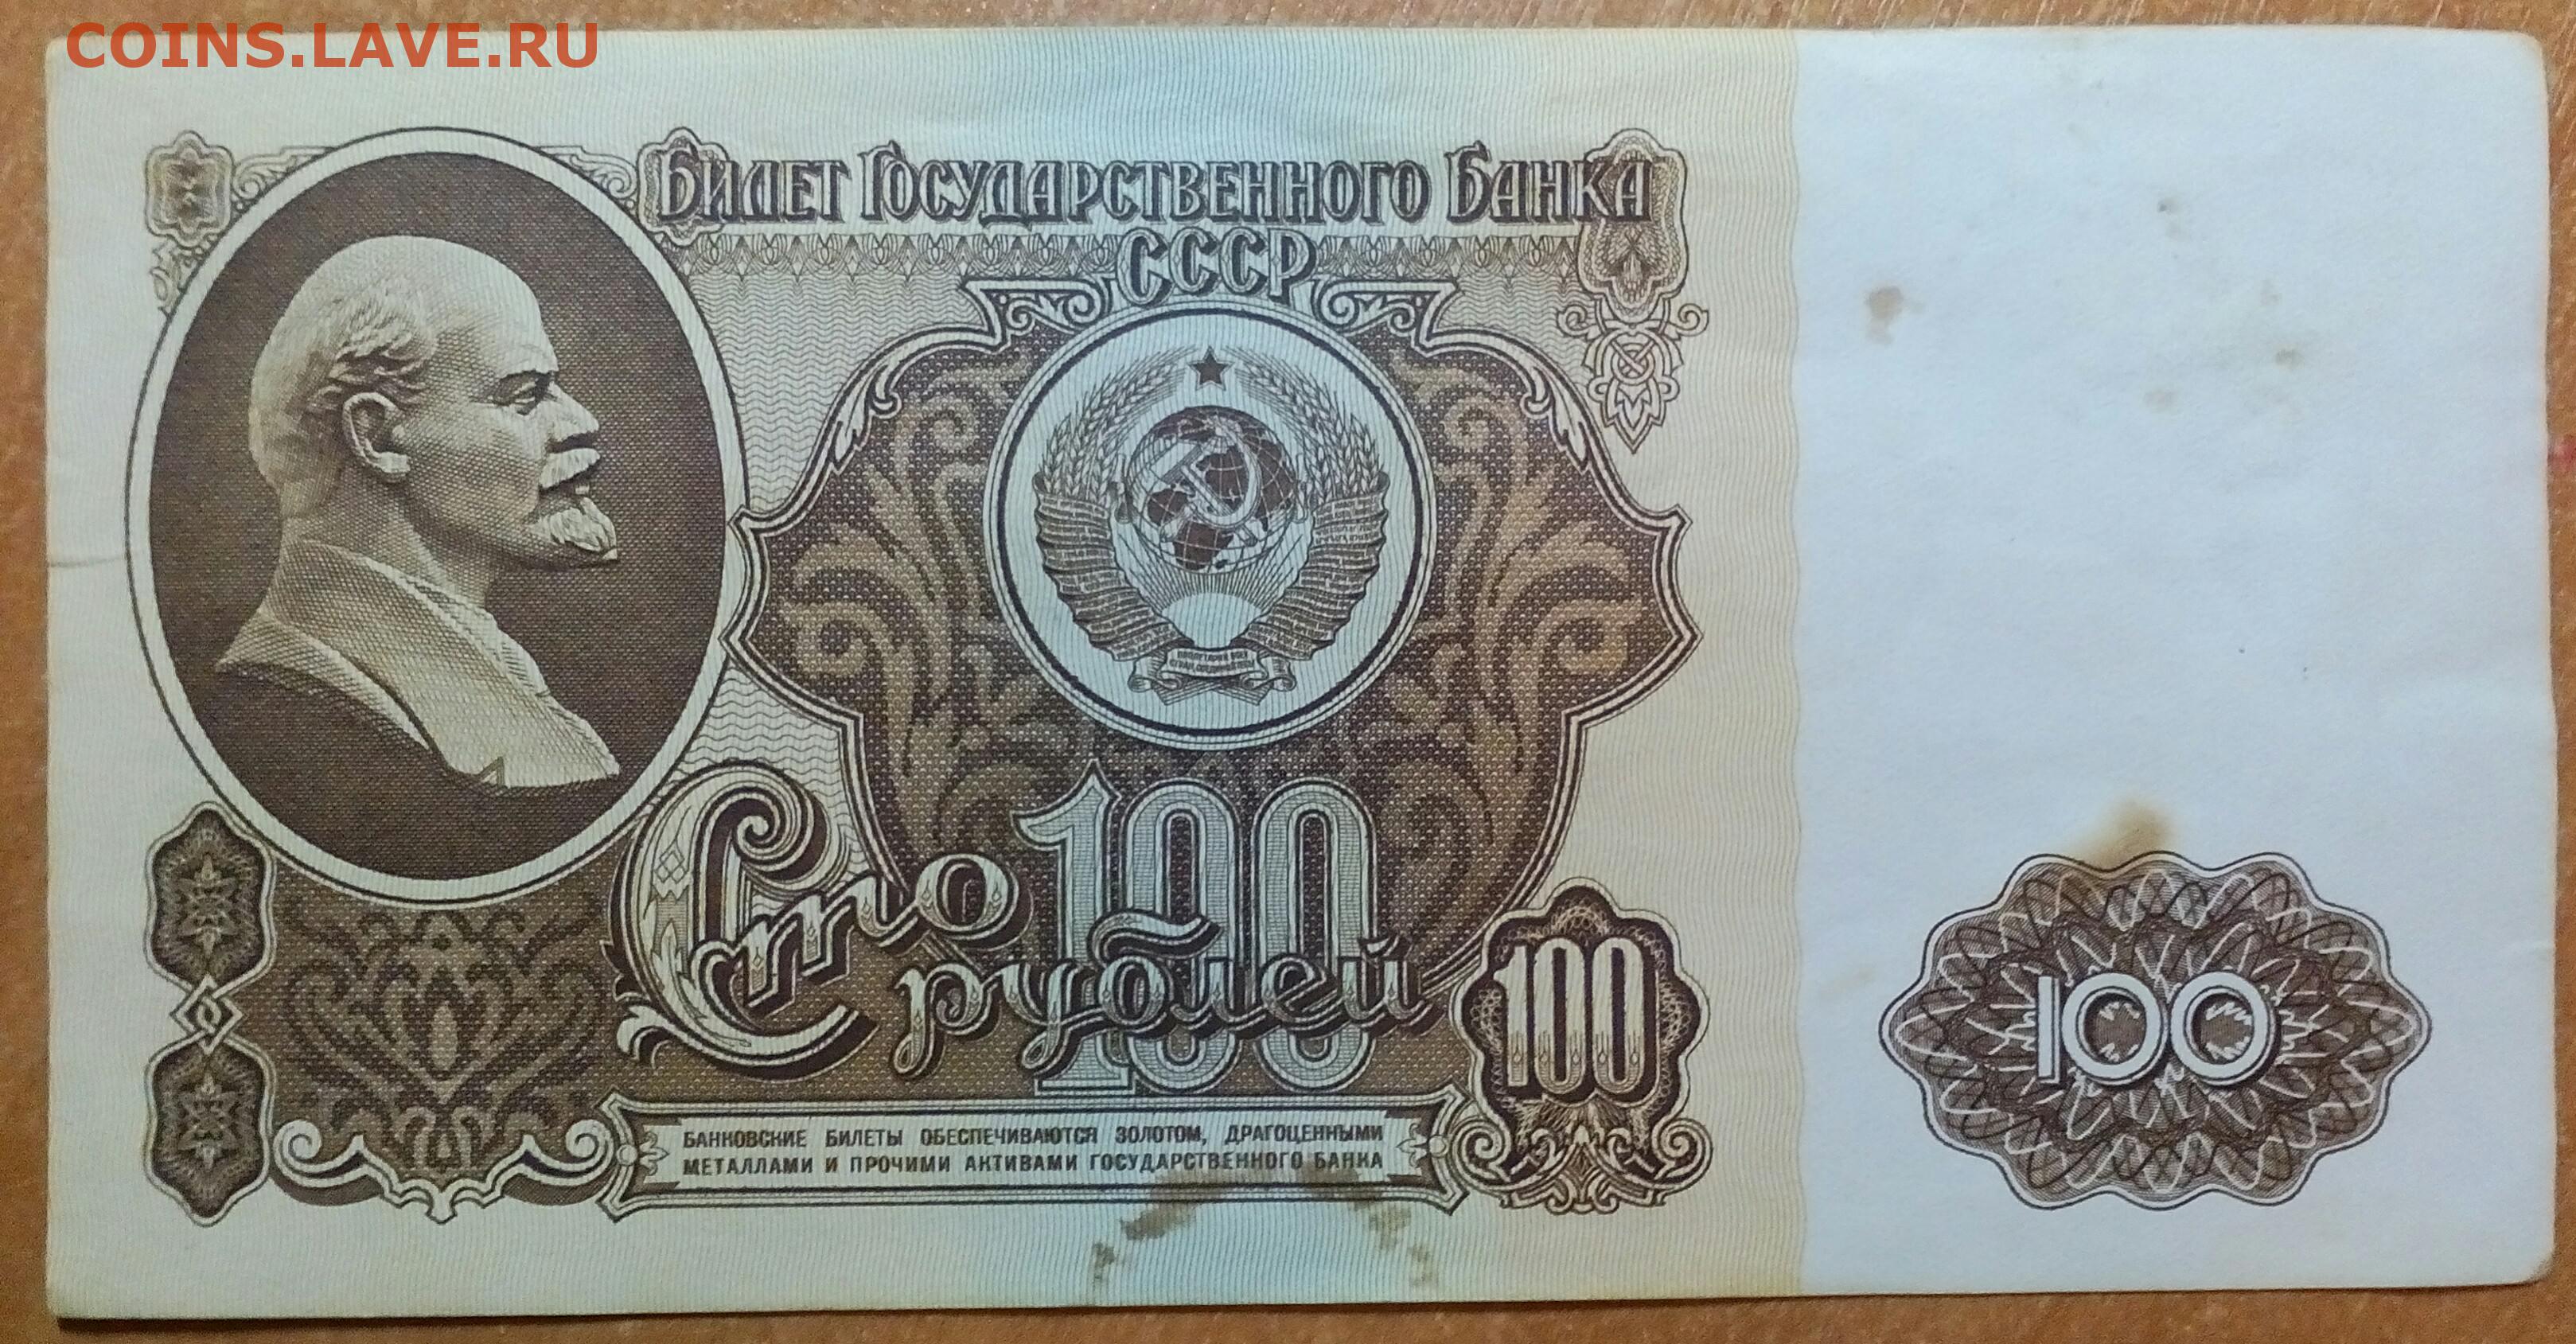 COINS.LAVE.RU
Билет Государственного Банка
СССР
Сто
рублей
100
100
100
БАНКОВСКИЕ БИЛЕТЫ ОБЕСПЕЧИВАЮТСЯ ЗОЛОТОМ, ДРАГОЦЕННЫМИ
МЕТАЛЛАМИ И ПРОЧИМИ АКТИВАМИ ГОСУДАРСТВЕННОГО БАНКА